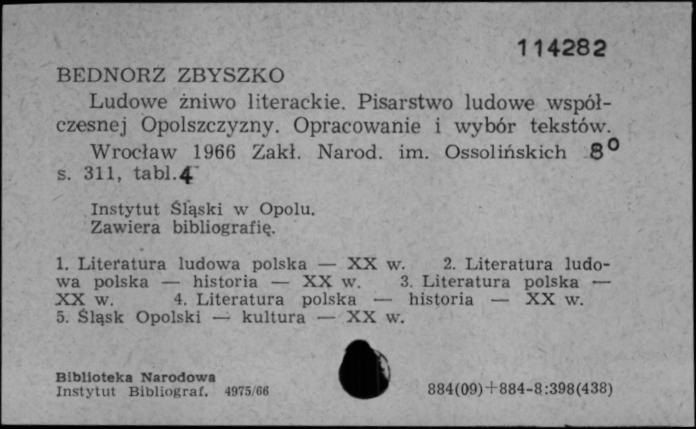 114282
BEDNORZ ZBYSZKO
Ludowe żniwo literackie. Pisarstwo ludowe współ-
czesnej Opolszczyzny. Opracowanie i wybór tekstów.
Wrocław 1966 Zakł. Narod. im. Ossolińskich 8⁰
s. 311, tabl. 4
Instytut Śląski w Opolu.
Zawiera bibliografię.
1. Literatura ludowa polska — XX w. 2. Literatura ludo-
wa polska — historia — XX w. 3. Literatura polska —
XX w. 4. Literatura polska — historia — XX w.
5. Śląsk Opolski — kultura — XX w.
Biblioteka Narodowa
Instytut Bibliograf. 4975/66
884(09)+884-8:398(438)